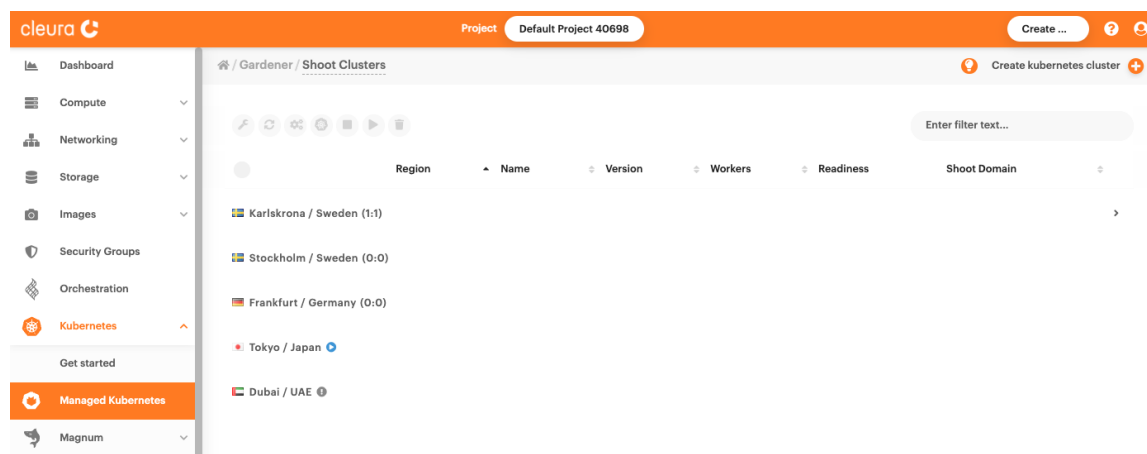 cleura
Project Default Project 40698 Create ...
Dashboard
Compute
Networking
Storage
Images
Security Groups
Orchestration
Kubernetes
Get started
Managed Kubernetes
Magnum
/ Gardener / Shoot Clusters
Create kubernetes cluster
Enter filter text...
Region Name Version Workers Readiness Shoot Domain
Karlskrona / Sweden (1:1)
Stockholm / Sweden (0:0)
Frankfurt / Germany (0:0)
Tokyo / Japan
Dubai / UAE